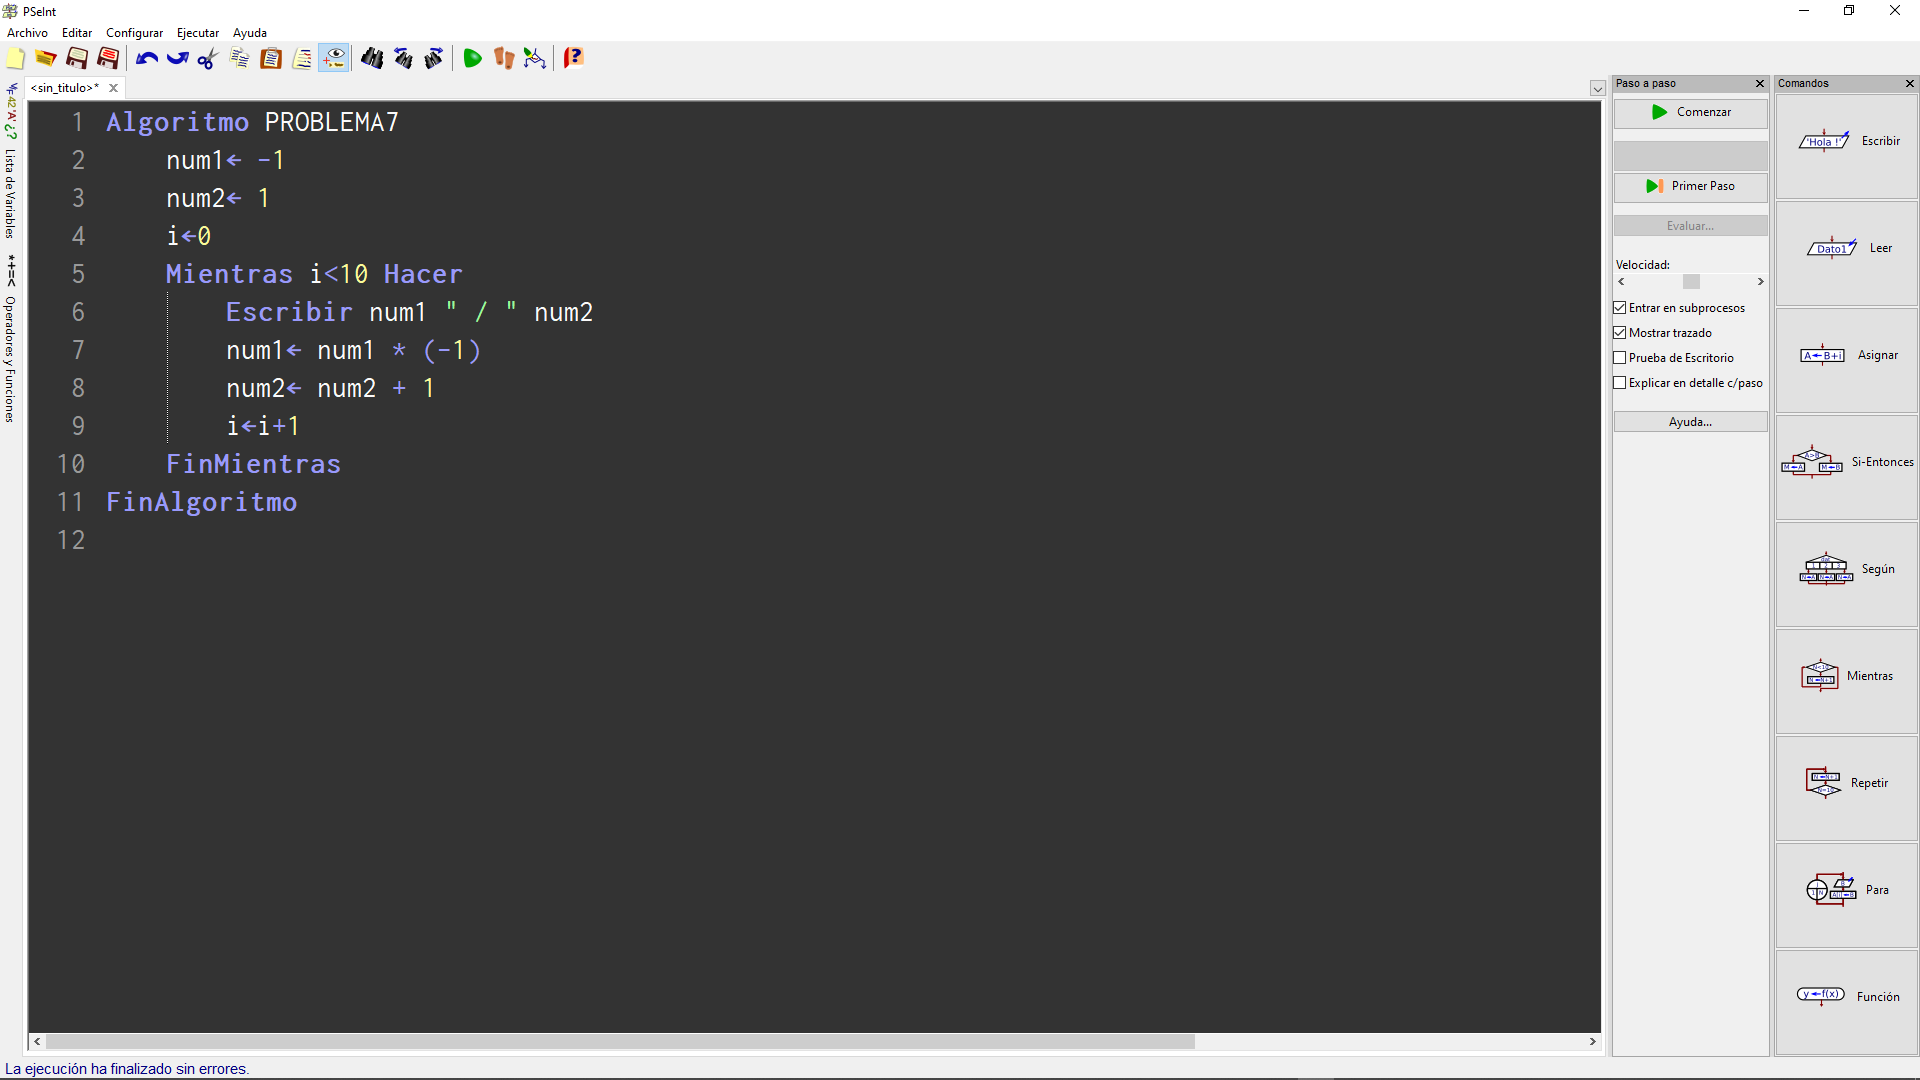 PSeInt
Archivo Editar Configurar Ejecutar Ayuda
<sin_titulo>*
Paso a paso
Comandos
Lista de Variables
*+=< Operadores y Funciones
1 Algoritmo PROBLEMA7
2 num1← -1
3 num2← 1
4 i←0
5 Mientras i<10 Hacer
6 Escribir num1 " / " num2
7 num1← num1 * (-1)
8 num2← num2 + 1
9 i←i+1
10 FinMientras
11 FinAlgoritmo
12
Comenzar
Primer Paso
Evaluar...
Velocidad:
Entrar en subprocesos
Mostrar trazado
Prueba de Escritorio
Explicar en detalle c/paso
Ayuda...
'Hola !' Escribir
Dato1 Leer
A←B+i Asignar
A>B M←A M←B Si-Entonces
Según
Mientras
Repetir
Para
y←f(x) Función
La ejecución ha finalizado sin errores.